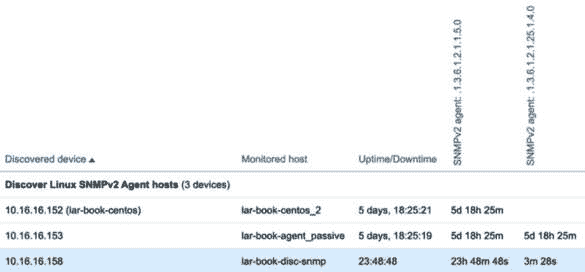 SNMPv2 agent: .1.3.6.1.2.1.1.5.0
SNMPv2 agent: .1.3.6.1.2.1.25.1.4.0
Discovered device ▲ Monitored host Uptime/Downtime
Discover Linux SNMPv2 Agent hosts (3 devices)
10.16.16.152 (lar-book-centos) lar-book-centos_2 5 days, 18:25:21 5d 18h 25m
10.16.16.153 lar-book-agent_passive 5 days, 18:25:19 5d 18h 25m 5d 18h 25m
10.16.16.158 lar-book-disc-snmp 23:48:48 23h 48m 48s 3m 28s